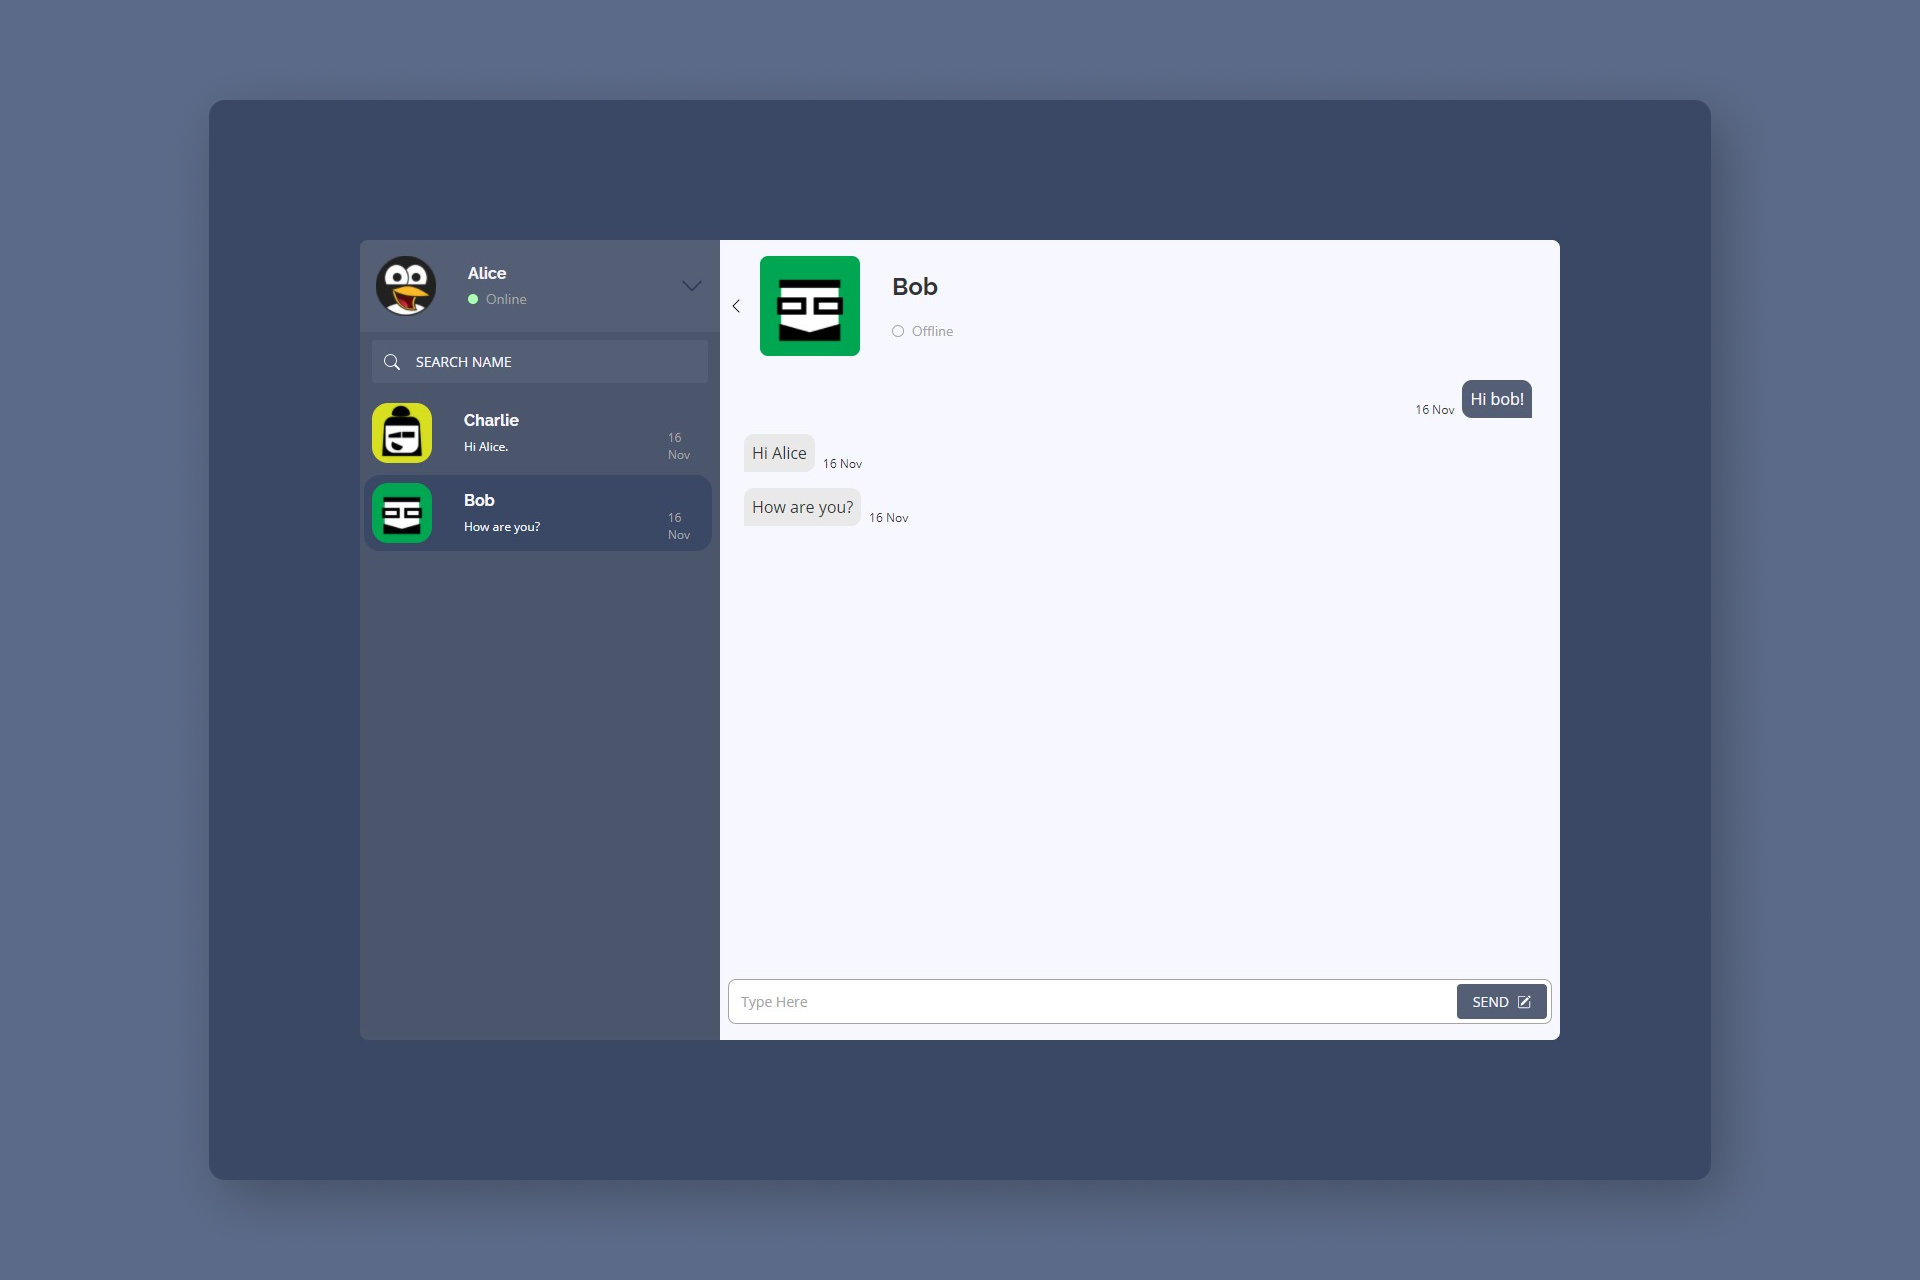 Alice
Online
SEARCH NAME
Charlie
Hi Alice.
16
Nov
Bob
How are you?
16
Nov
Bob
Offline
16 Nov
Hi bob!
Hi Alice
16 Nov
How are you?
16 Nov
Type Here
SEND